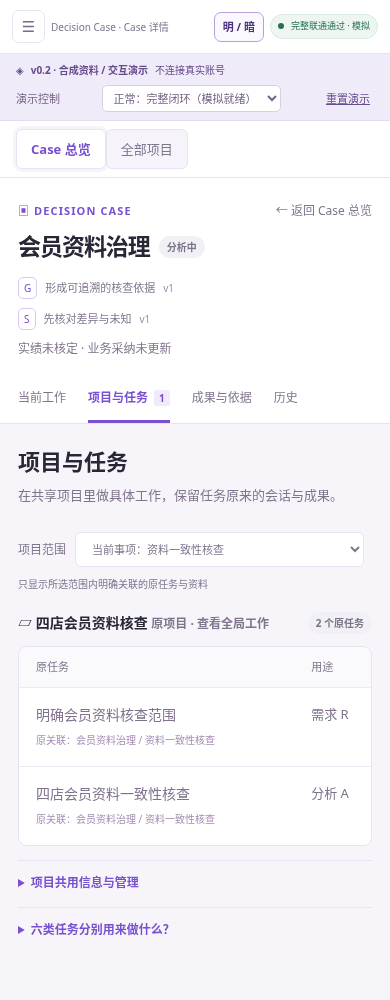 Decision Case · Case 详情
明 / 暗
完整联通通过 · 模拟
v0.2 · 合成资料 / 交互演示 不连接真实账号
演示控制
正常：完整闭环（模拟就绪）
重置演示
Case 总览
全部项目
DECISION CASE
← 返回 Case 总览
会员资料治理 分析中
G 形成可追溯的核查依据 v1
S 先核对差异与未知 v1
实绩未核定 · 业务采纳未更新
当前工作 项目与任务 1 成果与依据 历史
项目与任务
在共享项目里做具体工作，保留任务原来的会话与成果。
项目范围 当前事项：资料一致性核查
只显示所选范围内明确关联的原任务与资料
四店会员资料核查 原项目 · 查看全局工作 2 个原任务
原任务 用途
明确会员资料核查范围 需求 R
原关联：会员资料治理 / 资料一致性核查
四店会员资料一致性核查 分析 A
原关联：会员资料治理 / 资料一致性核查
项目共用信息与管理
六类任务分别用来做什么？